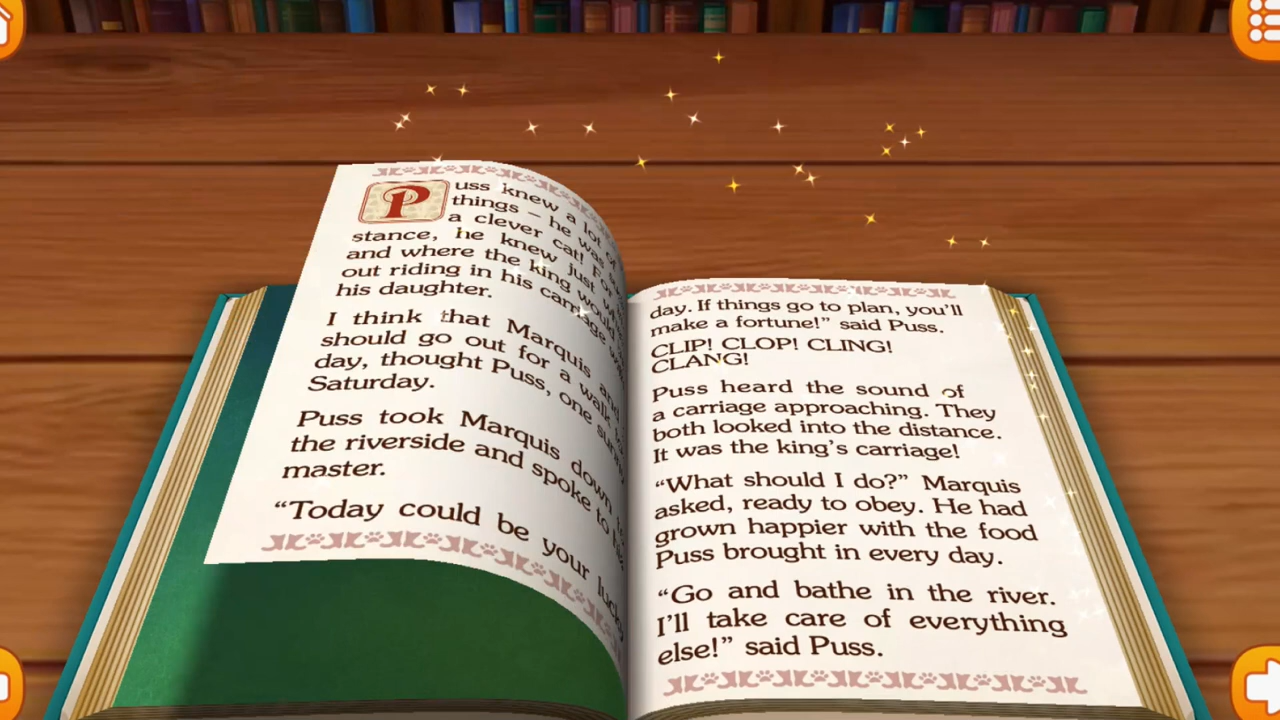 Puss knew a lot of
things – he was
a clever cat!
stance, he knew just
and where the king would
out riding in his carriage with
his daughter.
I think that Marquis and
should go out for a walk
day, thought Puss, one sunny
Saturday.
Puss took Marquis down to
the riverside and spoke to his
master.
“Today could be your lucky
day. If things go to plan, you’ll
make a fortune!” said Puss.
CLIP! CLOP! CLING!
CLANG!
Puss heard the sound of
a carriage approaching. They
both looked into the distance.
It was the king’s carriage!
“What should I do?” Marquis
asked, ready to obey. He had
grown happier with the food
Puss brought in every day.
“Go and bathe in the river.
I’ll take care of everything
else!” said Puss.